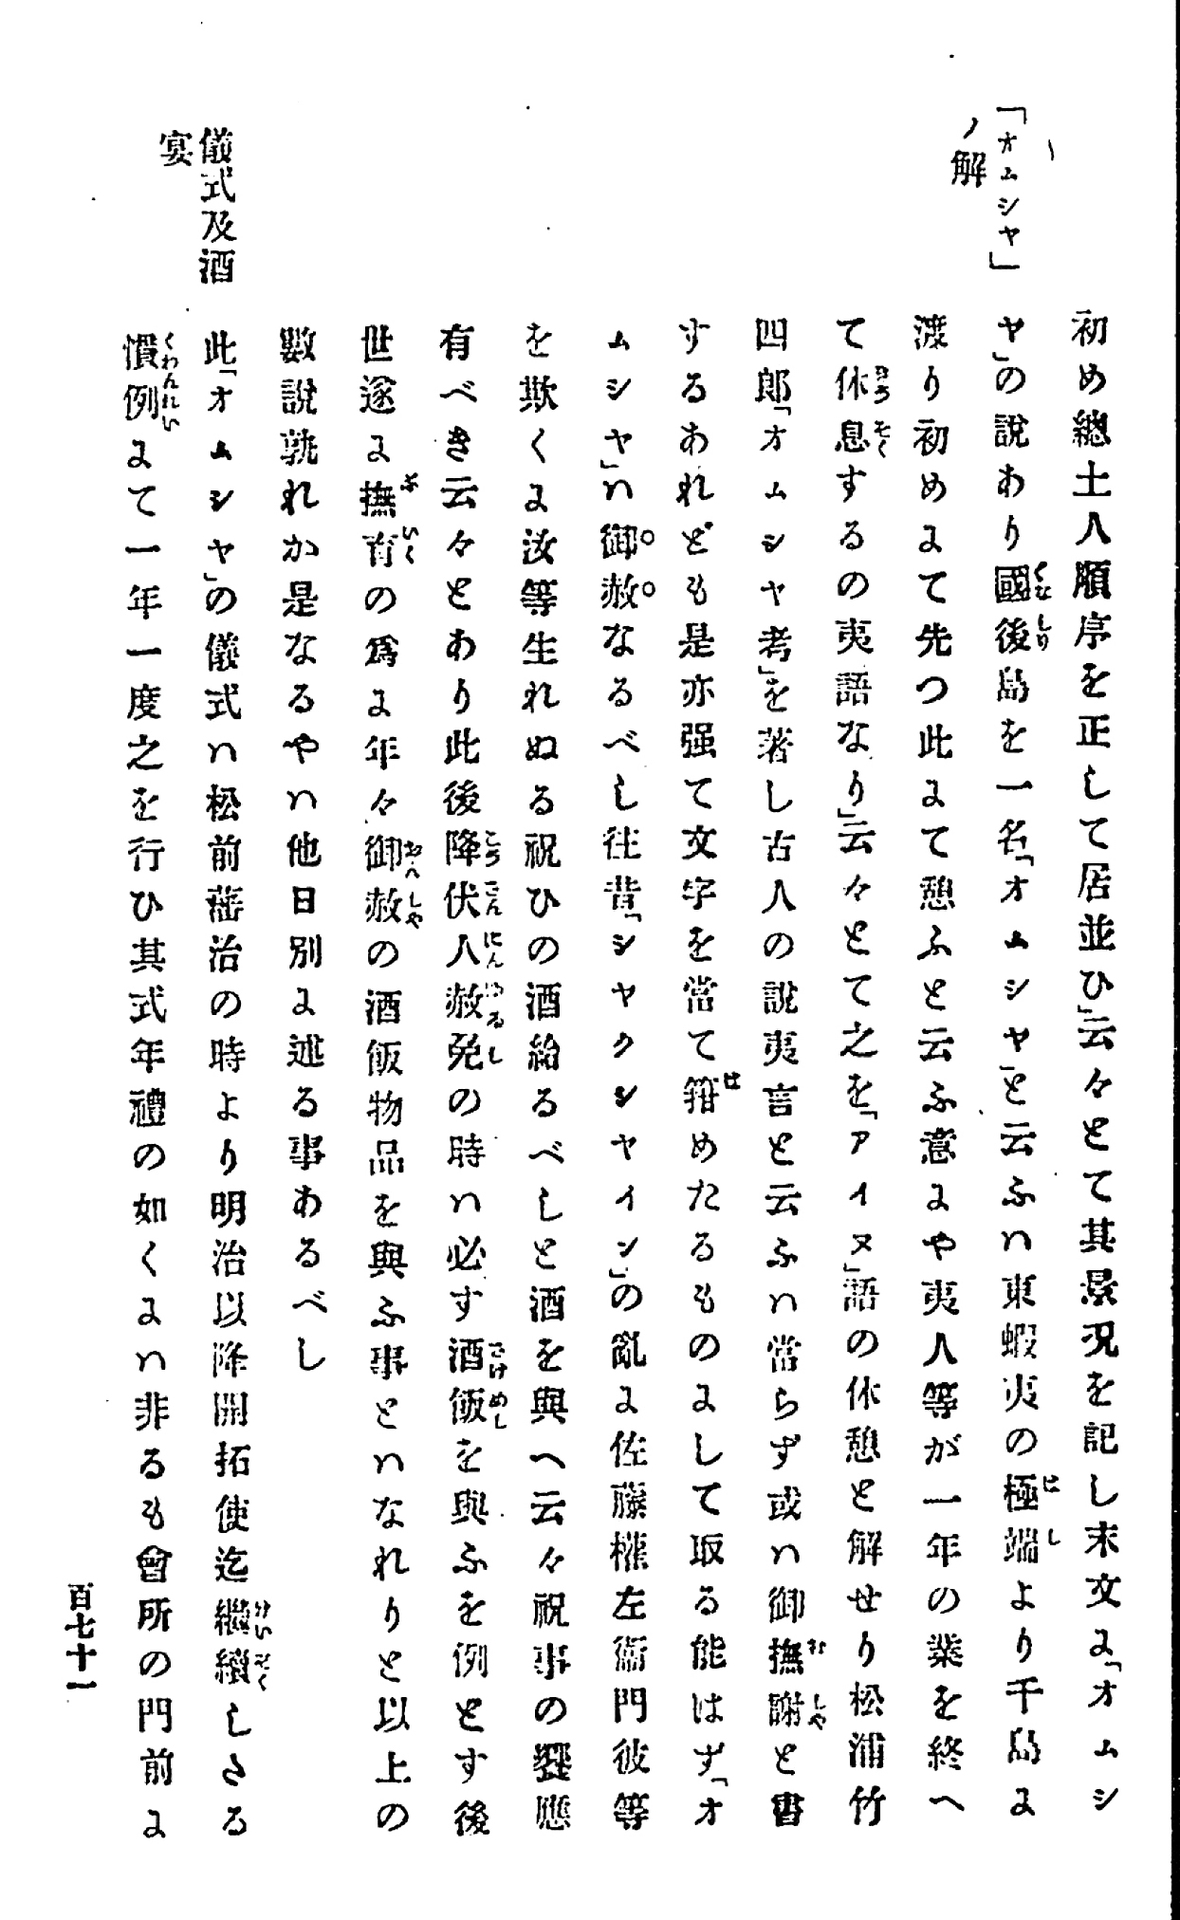 「オムシヤ」
ノ解
初め總土人順序を正して居並ひ」云々とて其景況を記し末文に「オムシ
ヤ」の說あり國後島を一名「オムシヤ」と云ふハ東蝦夷の極端より千島に
渡り初めにて先つ此にて憩ふと云ふ意にや夷人等が一年の業を終へ
て休息するの夷語なり」云々とて之を「アイヌ」語の休憩と解せり松浦竹
四郎「オムシヤ考」を著し古人の說夷言と云ふハ當らず或ハ御撫謝と書
するあれども是亦强て文字を當て箝めたるものにして取る能はず「オ
ムシヤ」ハ御赦なるべし往昔「シヤクシヤイン」の亂に佐藤權左衞門彼等
を欺くに汝等生れぬる祝ひの酒給るべしと酒を與へ云々祝事の饗應
有べき云々とあり此後降伏人赦免の時ハ必す酒飯を與ふを例とす後
世遂に撫育の爲に年々御赦の酒飯物品を與ふ事とハなれりと以上の
數說孰れか是なるやハ他日別に述る事あるべし
儀式及酒
宴
此「オムシヤ」の儀式ハ松前藩治の時より明治以降開拓使迄繼續しさる
慣例にて一年一度之を行ひ其式年禮の如くにハ非るも會所の門前に
百七十一